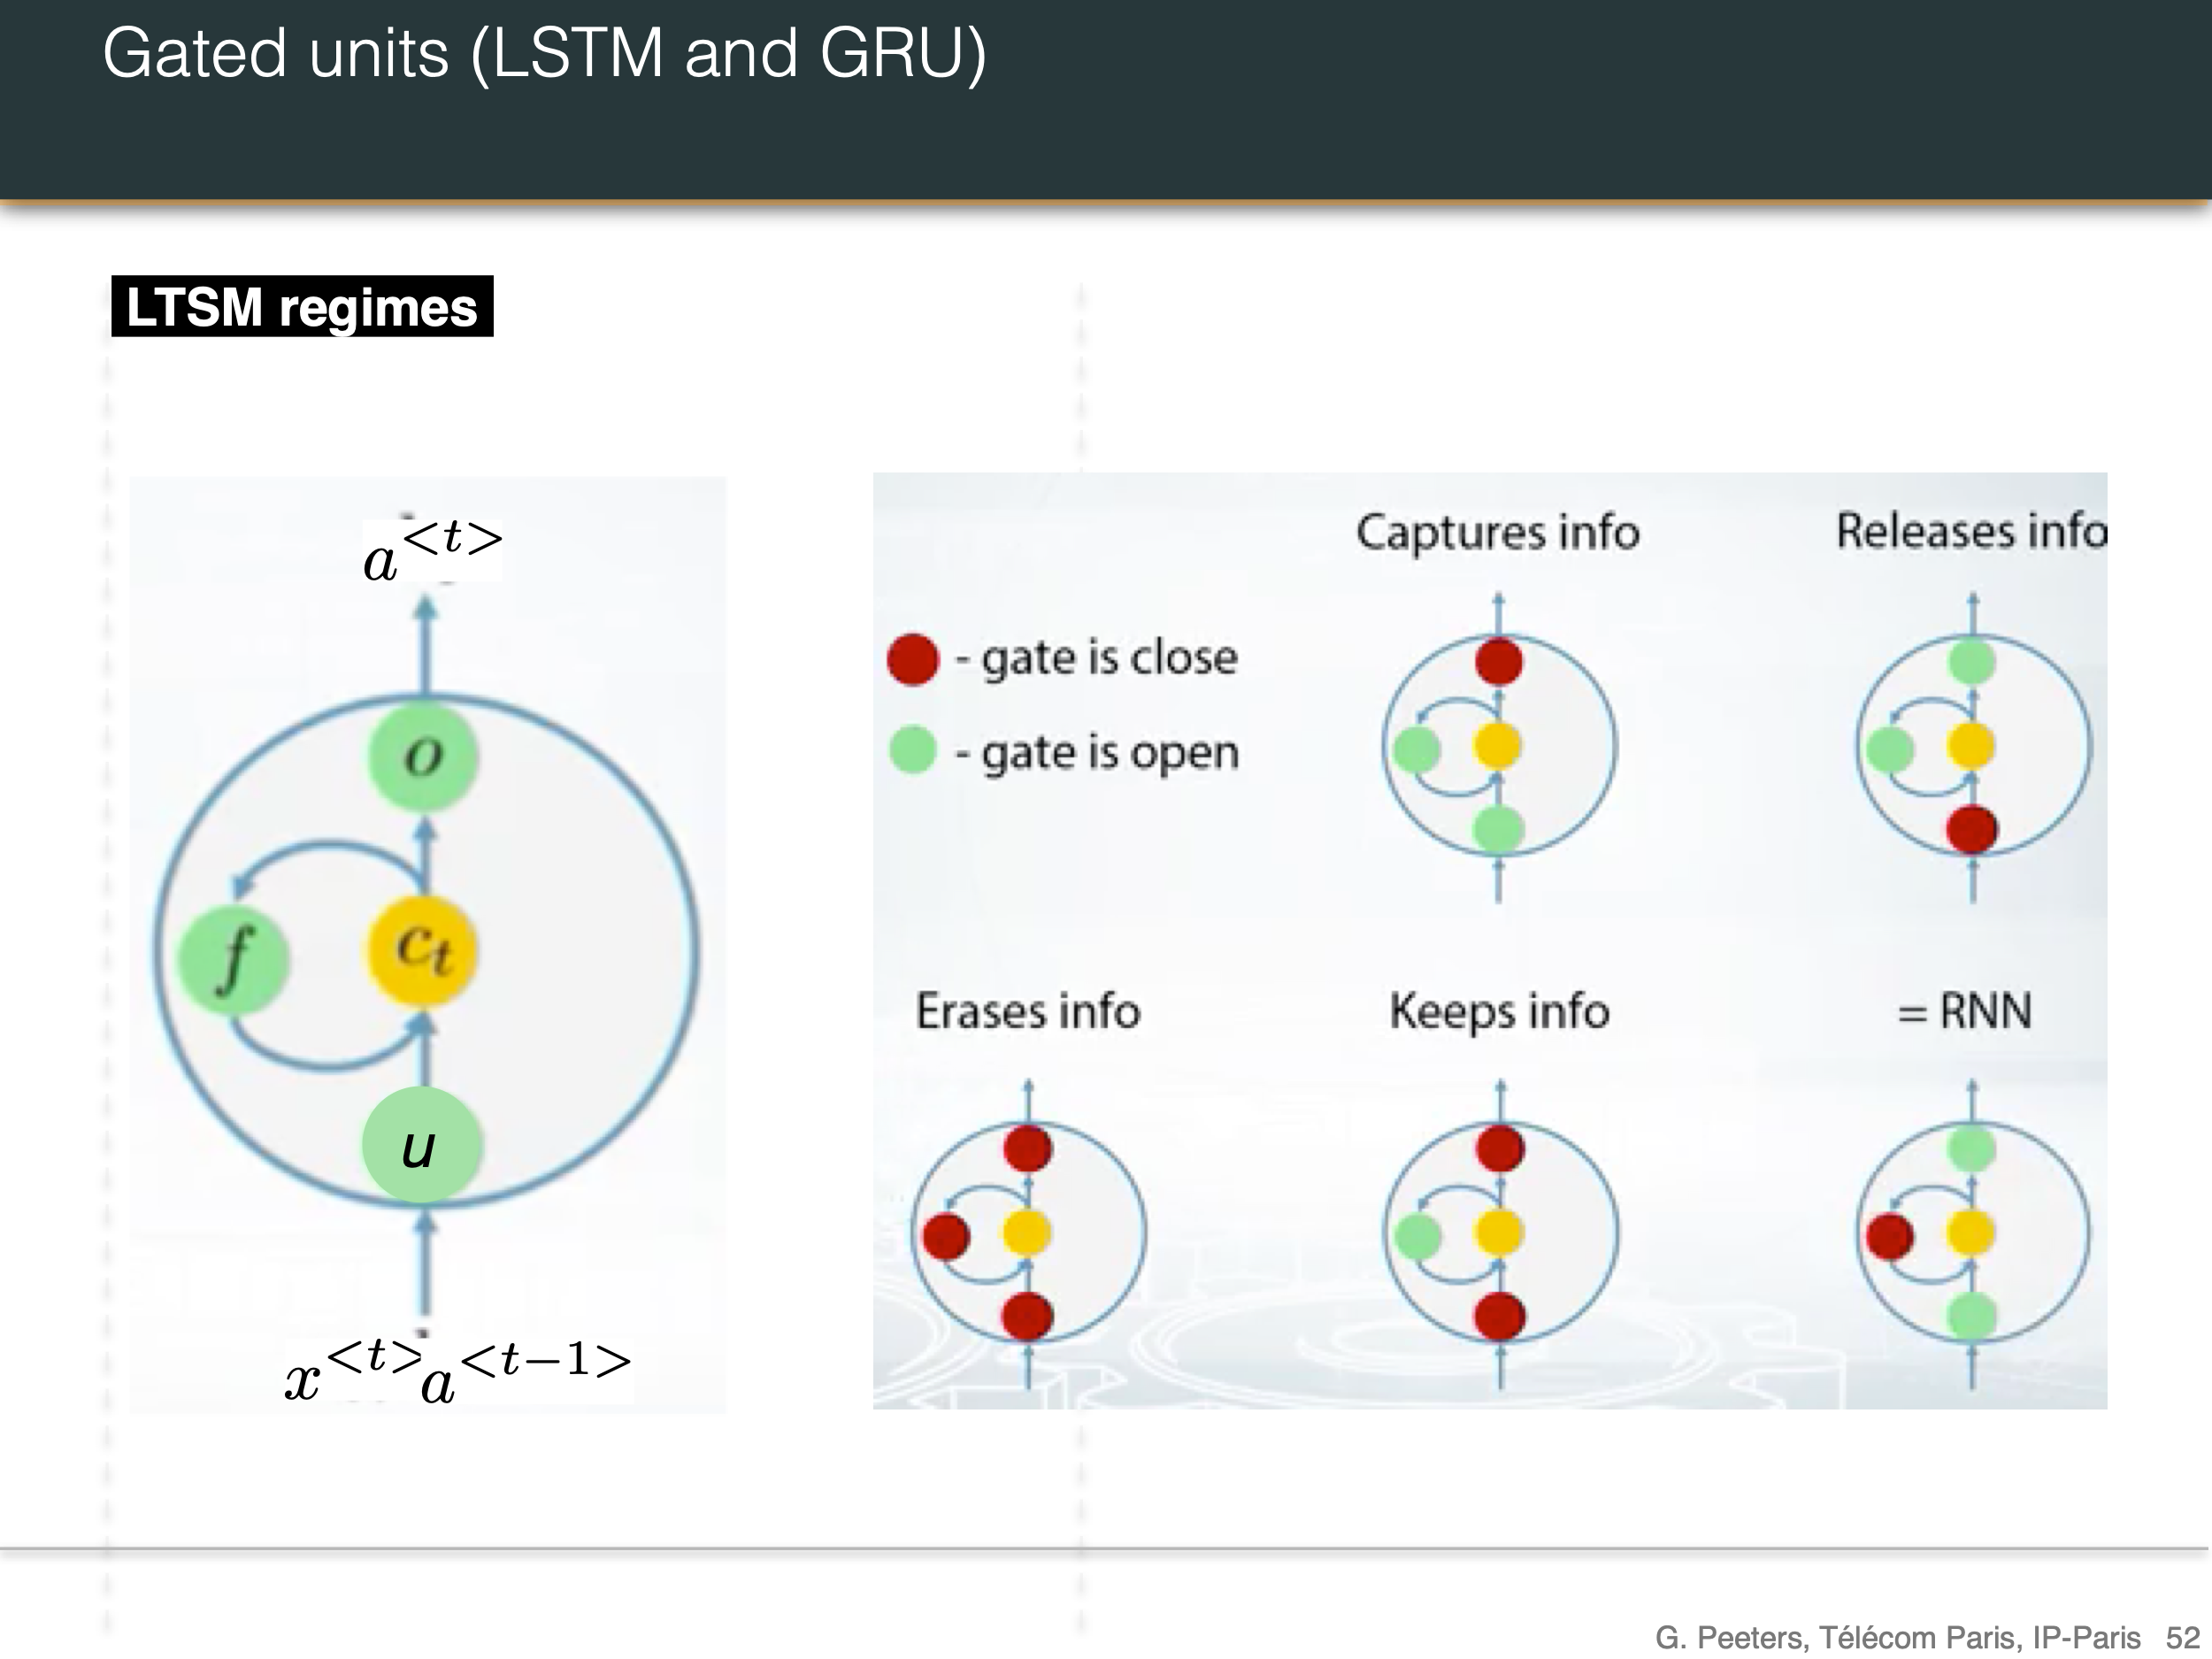 Gated units (LSTM and GRU)
LTSM regimes
a<t>
o
f
c_t
u
x<t> a<t−1>
Captures info
Releases info
- gate is close
- gate is open
Erases info
Keeps info
= RNN
G. Peeters, Télécom Paris, IP-Paris 52